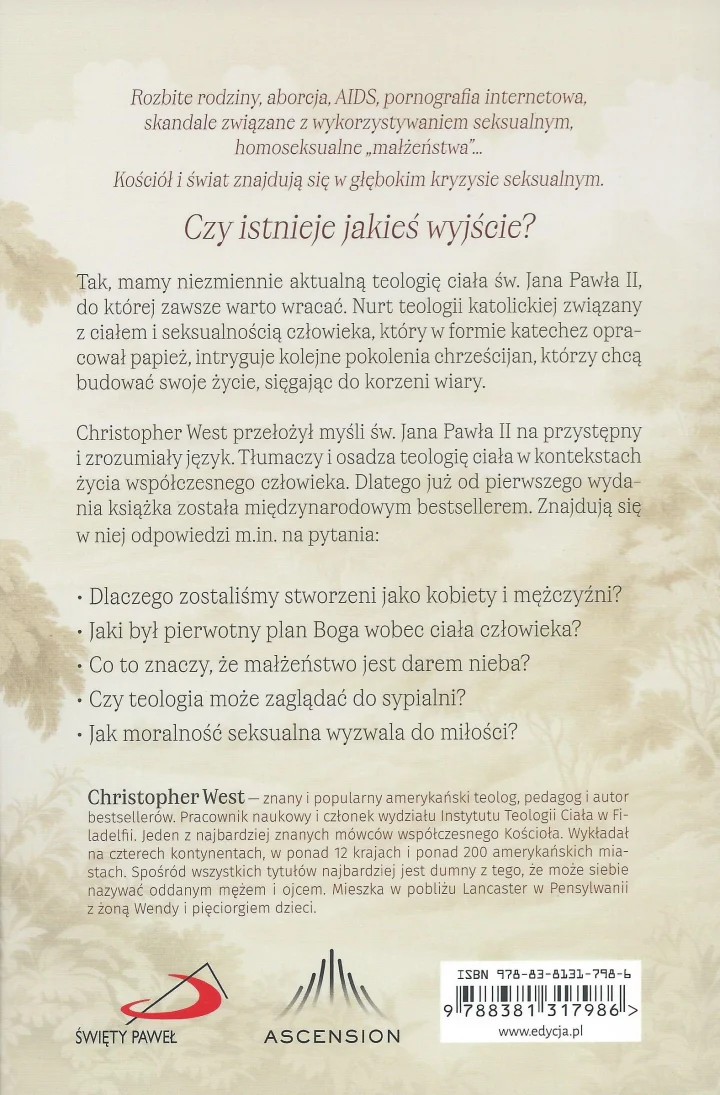 Rozbite rodziny, aborcja, AIDS, pornografia internetowa,
skandale związane z wykorzystywaniem seksualnym,
homoseksualne „małżeństwa”...
Kościół i świat znajdują się w głębokim kryzysie seksualnym.
Czy istnieje jakieś wyjście?
Tak, mamy niezmiennie aktualną teologię ciała św. Jana Pawła II,
do której zawsze warto wracać. Nurt teologii katolickiej związany
z ciałem i seksualnością człowieka, który w formie katechez opra-
cował papież, intryguje kolejne pokolenia chrześcijan, którzy chcą
budować swoje życie, sięgając do korzeni wiary.
Christopher West przełożył myśli św. Jana Pawła II na przystępny
i zrozumiały język. Tłumaczy i osadza teologię ciała w kontekstach
życia współczesnego człowieka. Dlatego już od pierwszego wyda-
nia książka została międzynarodowym bestsellerem. Znajdują się
w niej odpowiedzi m.in. na pytania:
• Dlaczego zostaliśmy stworzeni jako kobiety i mężczyźni?
• Jaki był pierwotny plan Boga wobec ciała człowieka?
• Co to znaczy, że małżeństwo jest darem nieba?
• Czy teologia może zaglądać do sypialni?
• Jak moralność seksualna wyzwala do miłości?
Christopher West – znany i popularny amerykański teolog, pedagog i autor
bestsellerów. Pracownik naukowy i członek wydziału Instytutu Teologii Ciała w Fi-
ladelfii. Jeden z najbardziej znanych mówców współczesnego Kościoła. Wykładał
na czterech kontynentach, w ponad 12 krajach i ponad 200 amerykańskich mia-
stach. Spośród wszystkich tytułów najbardziej jest dumny z tego, że może siebie
nazywać oddanym mężem i ojcem. Mieszka w pobliżu Lancaster w Pensylwanii
z żoną Wendy i pięciorgiem dzieci.
ŚWIĘTY PAWEŁ
ASCENSION
ISBN 978-83-8131-798-6
9 788381 317986 >
www.edycja.pl